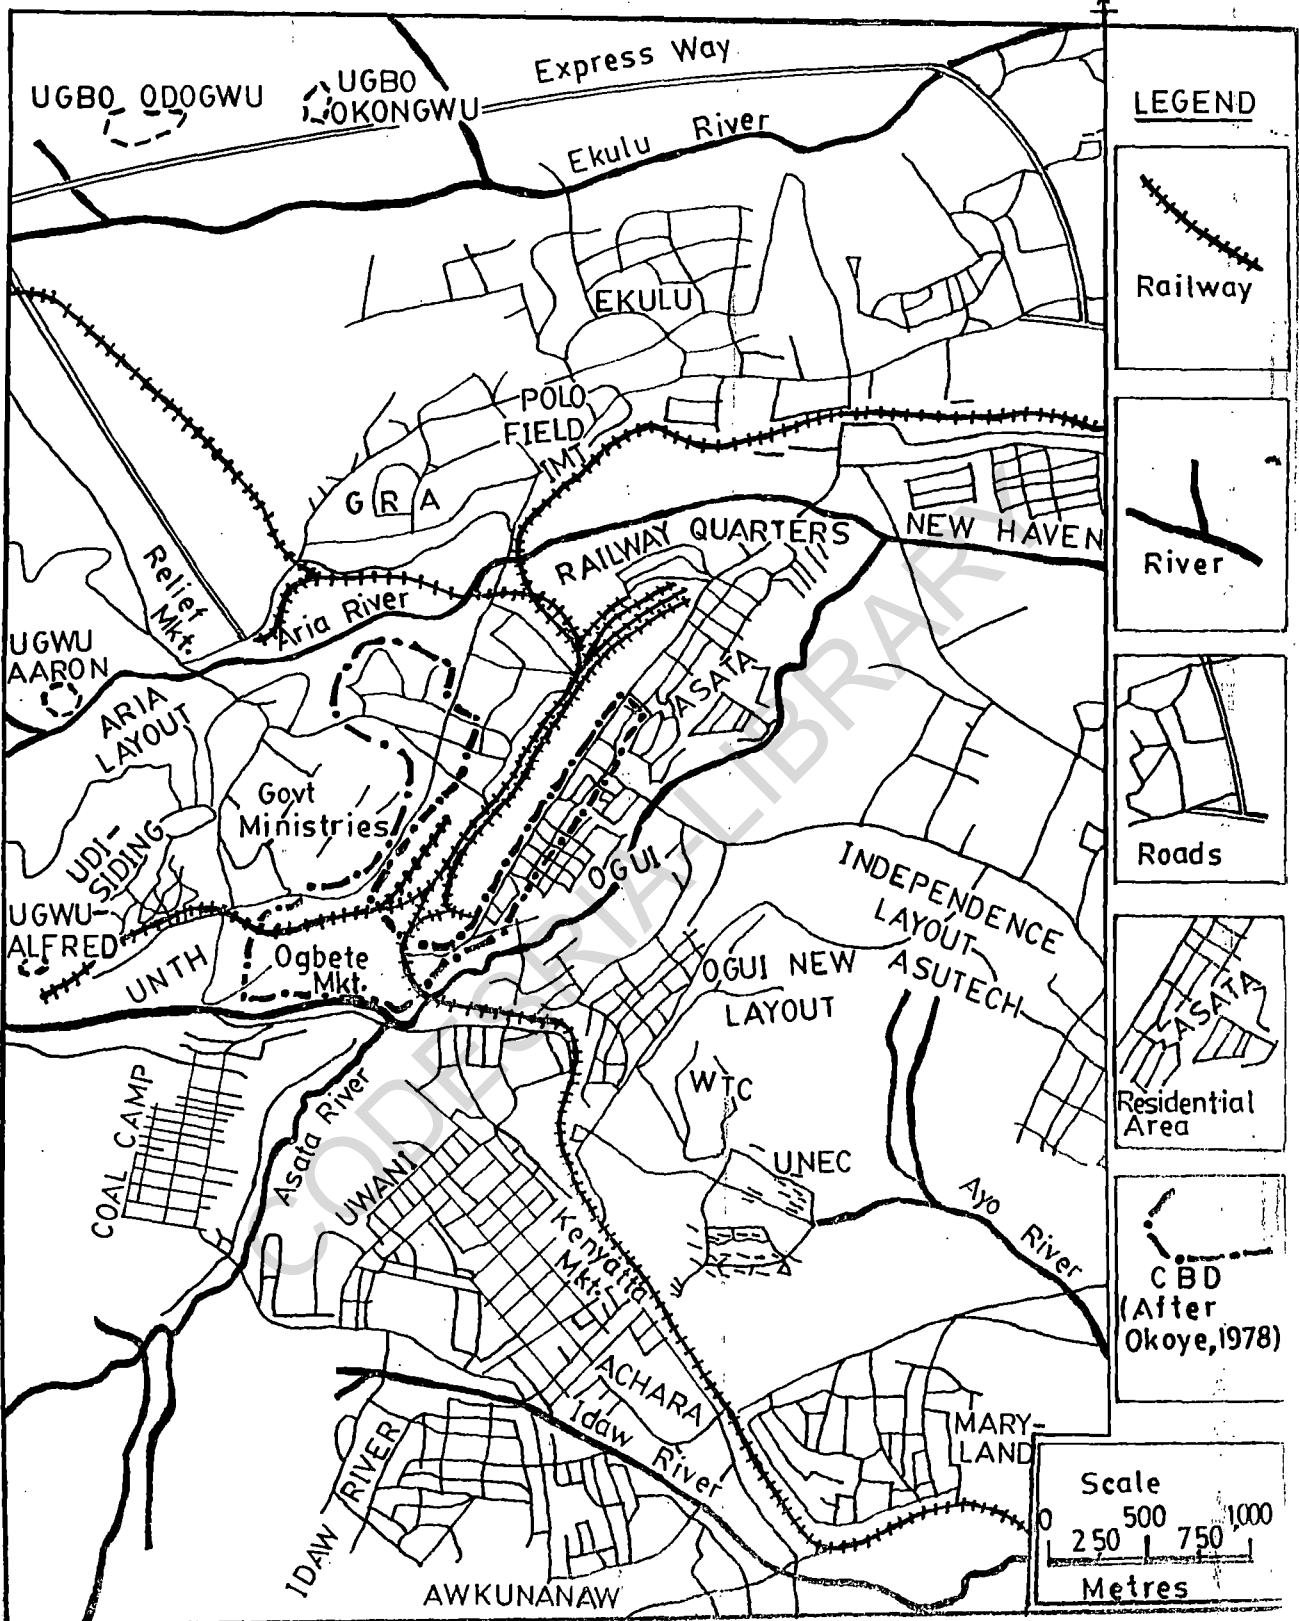 Express Way
UGBO ODOGWU
UGBO
OKONGWU
Ekulu River
EKULU
POLO
FIELD
IMT
G R A
RAILWAY QUARTERS
NEW HAVEN
Relief
Mkt.
Aria River
UGWU
AARON
ARIA
LAYOUT
ASATA
Govt
Ministries
UDI-
SIDING
OGUI
INDEPENDENCE
LAYOUT
UGWU-
ALFRED
UNTH
Ogbete
Mkt.
OGUI NEW
LAYOUT
ASUTECH
COAL CAMP
Asata River
WTC
UNEC
UWANI
Kenyatta
Mkt.
Ayo River
ACHARA
Idaw River
MARY-
LAND
IDAW RIVER
AWKUNANAW
CODESRIA-LIBRARY
LEGEND
Railway
River
Roads
ASATA
Residential
Area
CBD
(After
Okoye,1978)
Scale
0 500 1,000
250 750
Metres